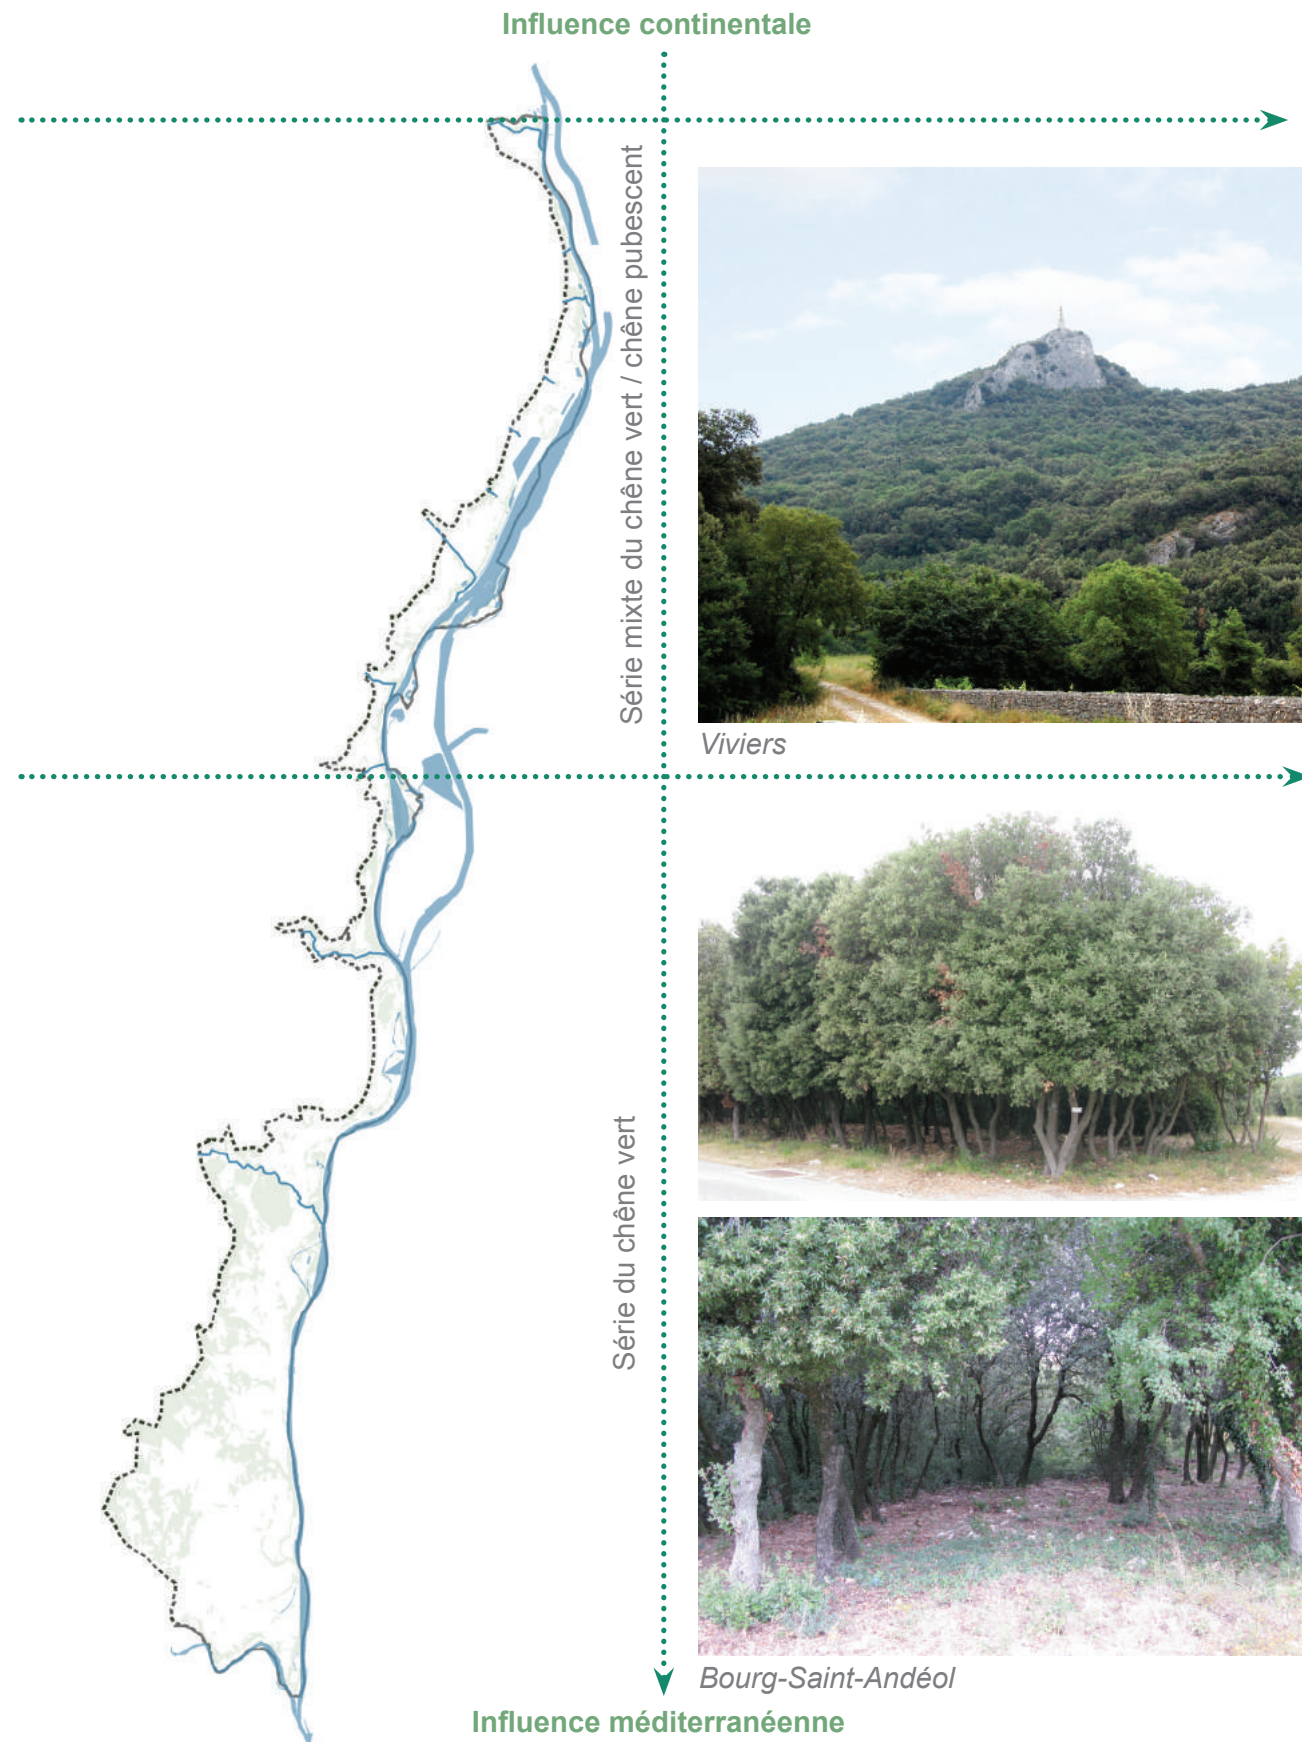 Influence continentale
Série mixte du chêne vert / chêne pubescent
Viviers
Série du chêne vert
Bourg-Saint-Andéol
Influence méditerranéenne